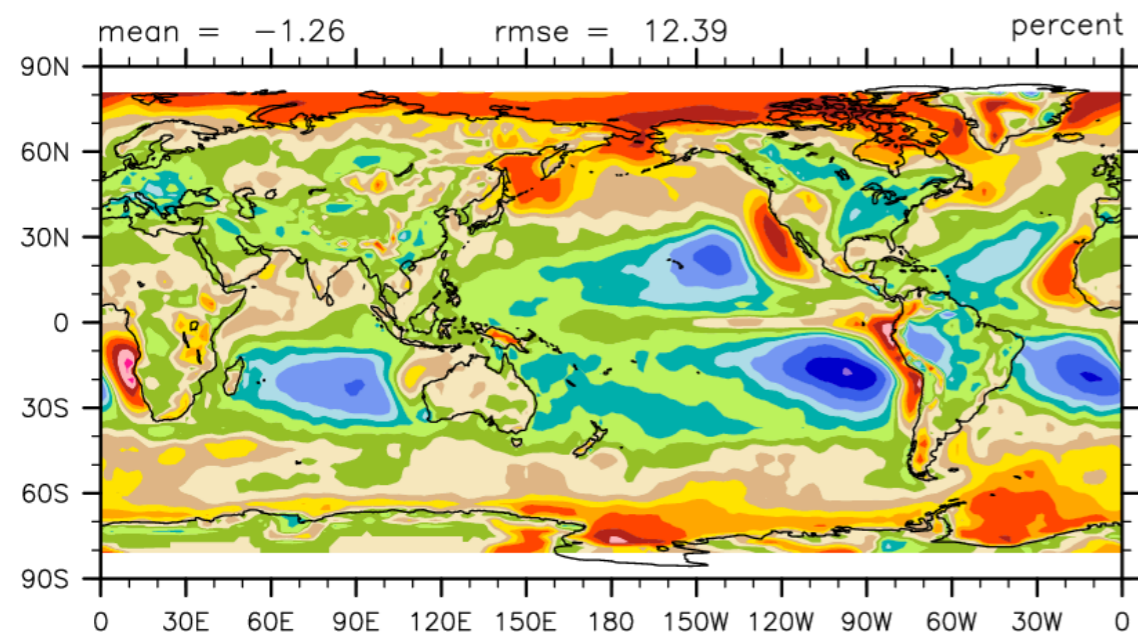 mean = −1.26 rmse = 12.39 percent
90N
60N
30N
0
30S
60S
90S
0 30E 60E 90E 120E 150E 180 150W 120W 90W 60W 30W 0